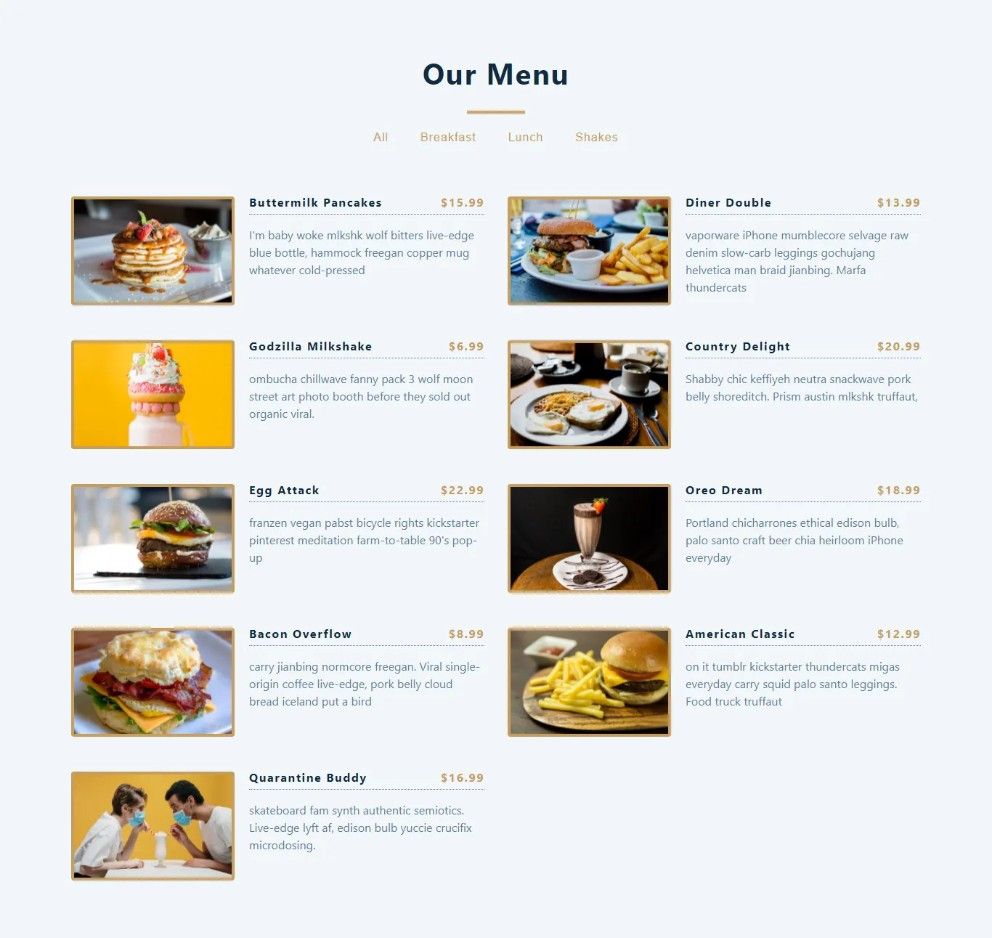 Our Menu
All Breakfast Lunch Shakes
Buttermilk Pancakes $15.99
I'm baby woke mlkshk wolf bitters live-edge
blue bottle, hammock freegan copper mug
whatever cold-pressed
Diner Double $13.99
vaporware iPhone mumblecore selvage raw
denim slow-carb leggings gochujang
helvetica man braid jianbing. Marfa
thundercats
Godzilla Milkshake $6.99
ombucha chillwave fanny pack 3 wolf moon
street art photo booth before they sold out
organic viral.
Country Delight $20.99
Shabby chic keffiyeh neutra snackwave pork
belly shoreditch. Prism austin mlkshk truffaut,
Egg Attack $22.99
franzen vegan pabst bicycle rights kickstarter
pinterest meditation farm-to-table 90's pop-
up
Oreo Dream $18.99
Portland chicharrones ethical edison bulb,
palo santo craft beer chia heirloom iPhone
everyday
Bacon Overflow $8.99
carry jianbing normcore freegan. Viral single-
origin coffee live-edge, pork belly cloud
bread iceland put a bird
American Classic $12.99
on it tumblr kickstarter thundercats migas
everyday carry squid palo santo leggings.
Food truck truffaut
Quarantine Buddy $16.99
skateboard fam synth authentic semiotics.
Live-edge lyft af, edison bulb yuccie crucifix
microdosing.